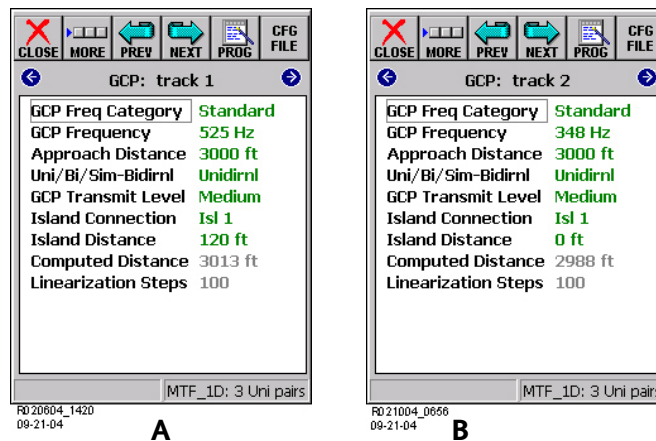 CLOSE MORE PREV NEXT PROG CFG FILE
GCP: track 1
GCP Freq Category Standard
GCP Frequency 525 Hz
Approach Distance 3000 ft
Uni/Bi/Sim-Bidirnl Unidirnl
GCP Transmit Level Medium
Island Connection Isl 1
Island Distance 120 ft
Computed Distance 3013 ft
Linearization Steps 100
MTF_1D: 3 Uni pairs
R020604_1420
09-21-04
A
CLOSE MORE PREV NEXT PROG CFG FILE
GCP: track 2
GCP Freq Category Standard
GCP Frequency 348 Hz
Approach Distance 3000 ft
Uni/Bi/Sim-Bidirnl Unidirnl
GCP Transmit Level Medium
Island Connection Isl 1
Island Distance 0 ft
Computed Distance 2988 ft
Linearization Steps 100
MTF_1D: 3 Uni pairs
R021004_0656
09-21-04
B